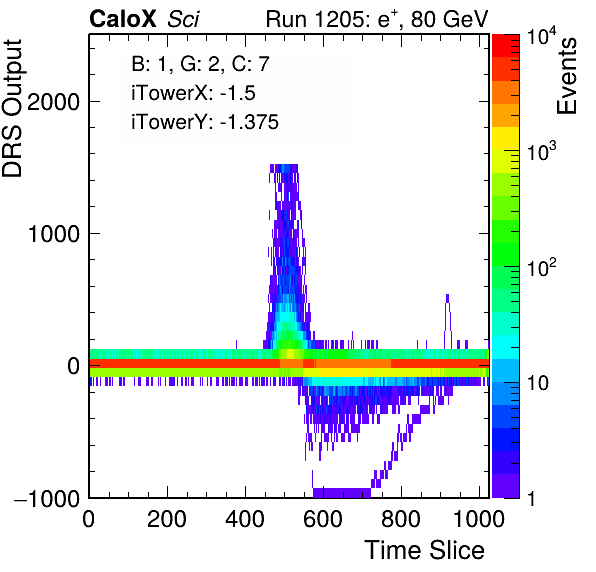 CaloX Sci Run 1205: e⁺, 80 GeV
B: 1, G: 2, C: 7
iTowerX: -1.5
iTowerY: -1.375
DRS Output
2000
1000
0
−1000
0 200 400 600 800 1000
Time Slice
Events
10⁴
10³
10²
10
1